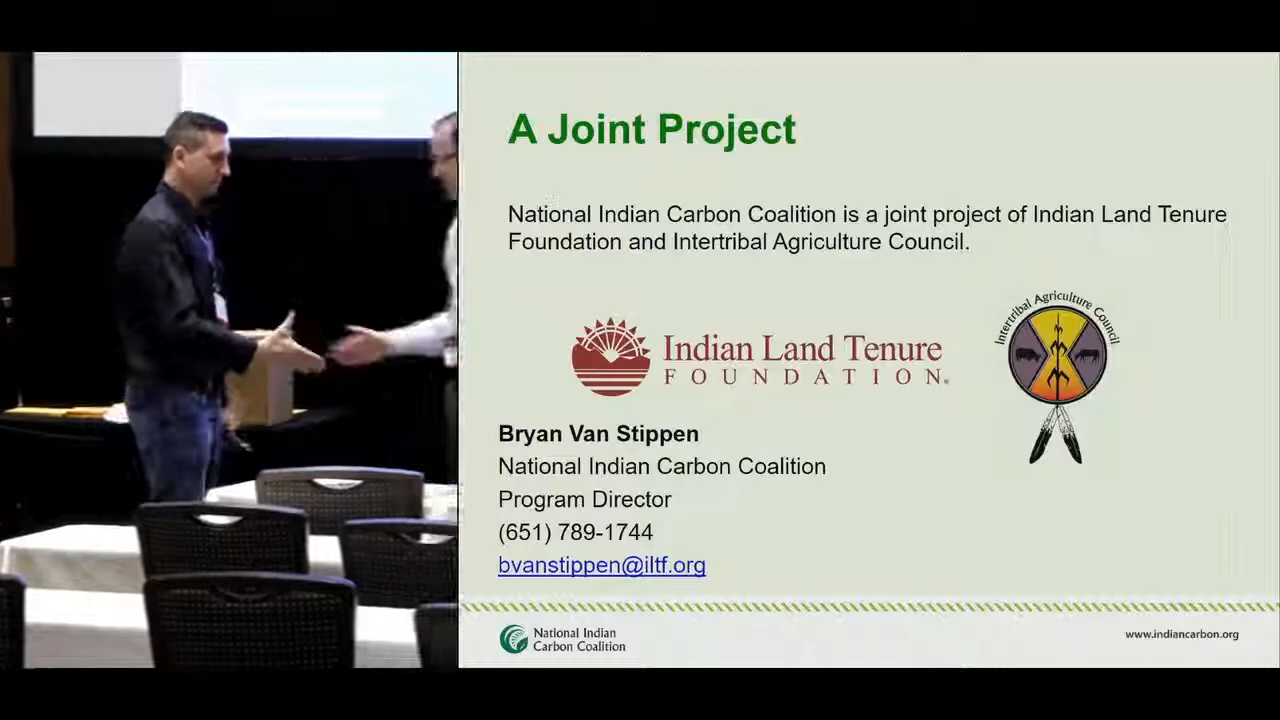 A Joint Project
National Indian Carbon Coalition is a joint project of Indian Land Tenure
Foundation and Intertribal Agriculture Council.
Intertribal Agriculture Council
Indian Land Tenure
FOUNDATION
Bryan Van Stippen
National Indian Carbon Coalition
Program Director
(651) 789-1744
bvanstippen@iltf.org
National Indian
Carbon Coalition
www.indiancarbon.org